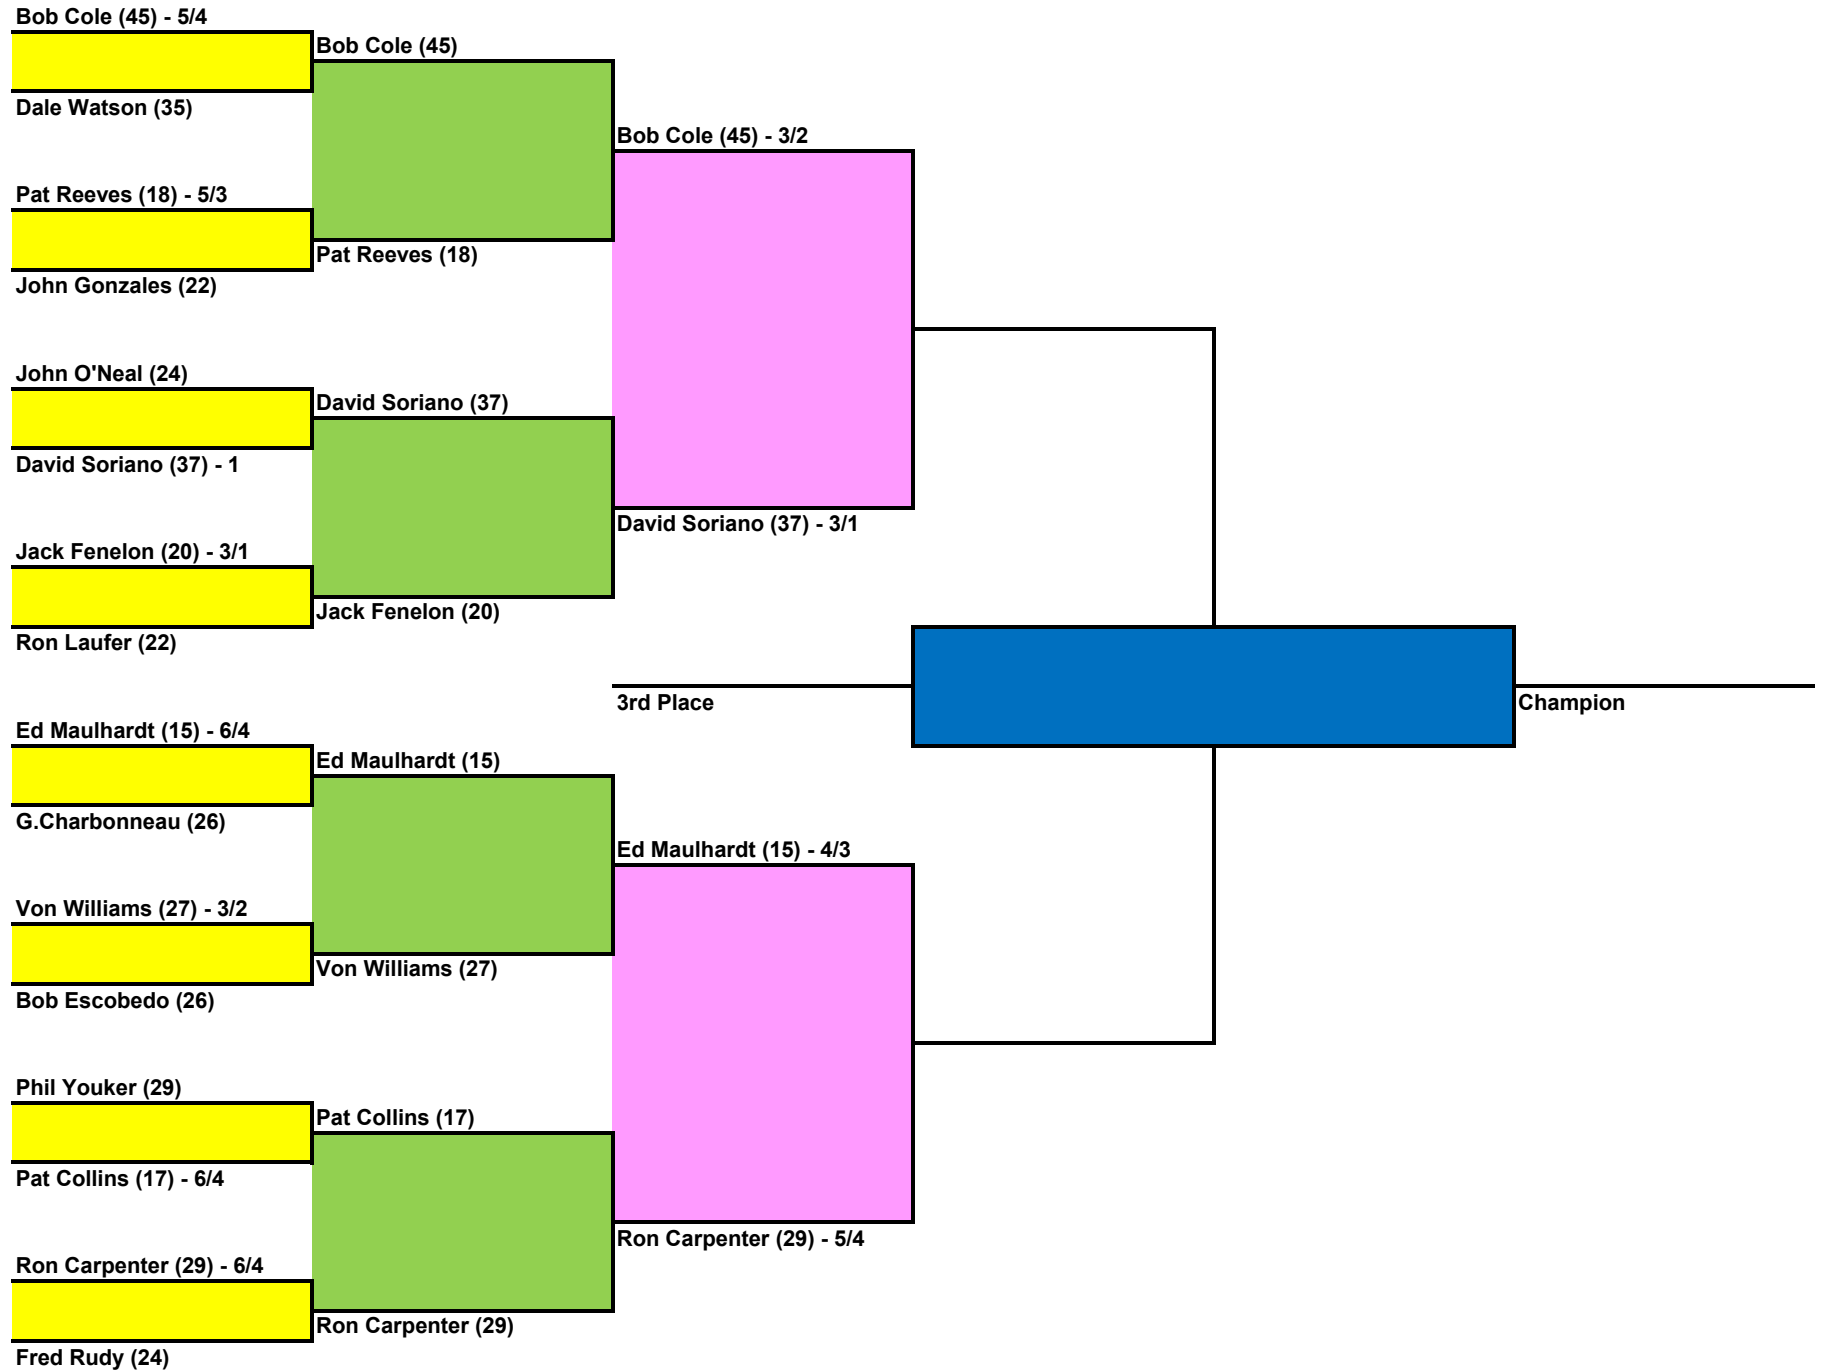 Bob Cole (45) - 5/4
Bob Cole (45)
Dale Watson (35)
Bob Cole (45) - 3/2
Pat Reeves (18) - 5/3
Pat Reeves (18)
John Gonzales (22)
John O'Neal (24)
David Soriano (37)
David Soriano (37) - 1
David Soriano (37) - 3/1
Jack Fenelon (20) - 3/1
Jack Fenelon (20)
Ron Laufer (22)
3rd Place
Champion
Ed Maulhardt (15) - 6/4
Ed Maulhardt (15)
G.Charbonneau (26)
Ed Maulhardt (15) - 4/3
Von Williams (27) - 3/2
Von Williams (27)
Bob Escobedo (26)
Phil Youker (29)
Pat Collins (17)
Pat Collins (17) - 6/4
Ron Carpenter (29) - 5/4
Ron Carpenter (29) - 6/4
Ron Carpenter (29)
Fred Rudy (24)